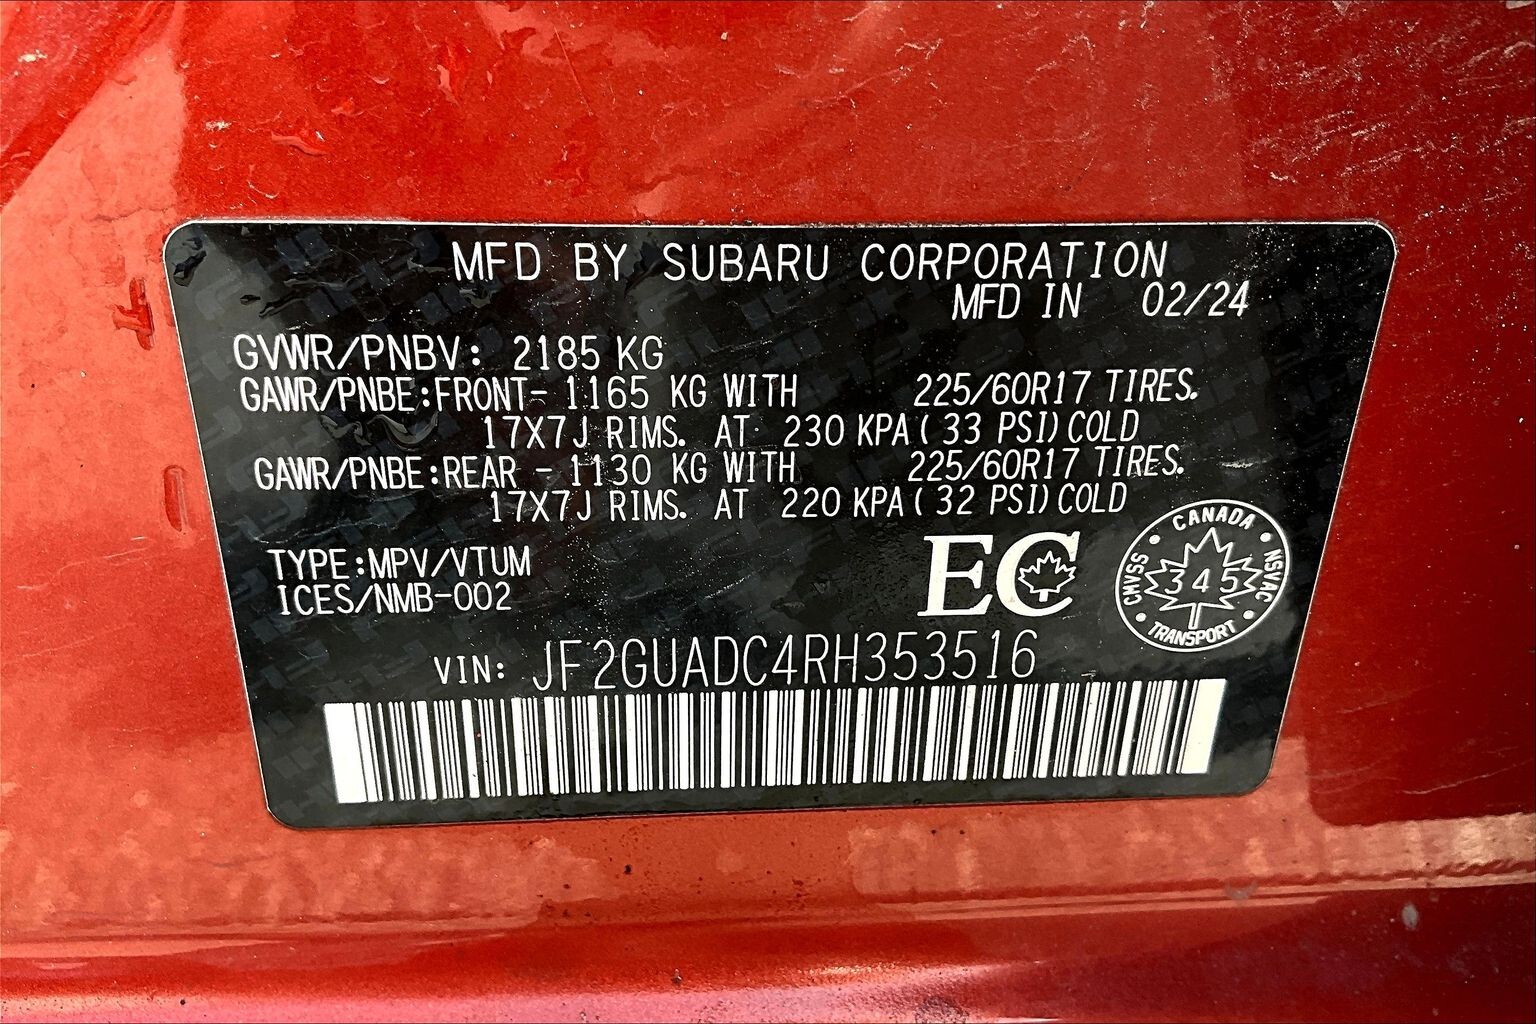 MFD BY SUBARU CORPORATION
MFD IN 02/24
GVWR/PNBV: 2185 KG
GAWR/PNBE:FRONT- 1165 KG WITH 225/60R17 TIRES.
17X7J RIMS. AT 230 KPA( 33 PSI)COLD
GAWR/PNBE:REAR - 1130 KG WITH 225/60R17 TIRES.
17X7J RIMS. AT 220 KPA( 32 PSI)COLD
TYPE:MPV/VTUM
ICES/NMB-002
EC
CANADA
CMVSS 345 NSVAC
TRANSPORT
VIN: JF2GUADC4RH353516